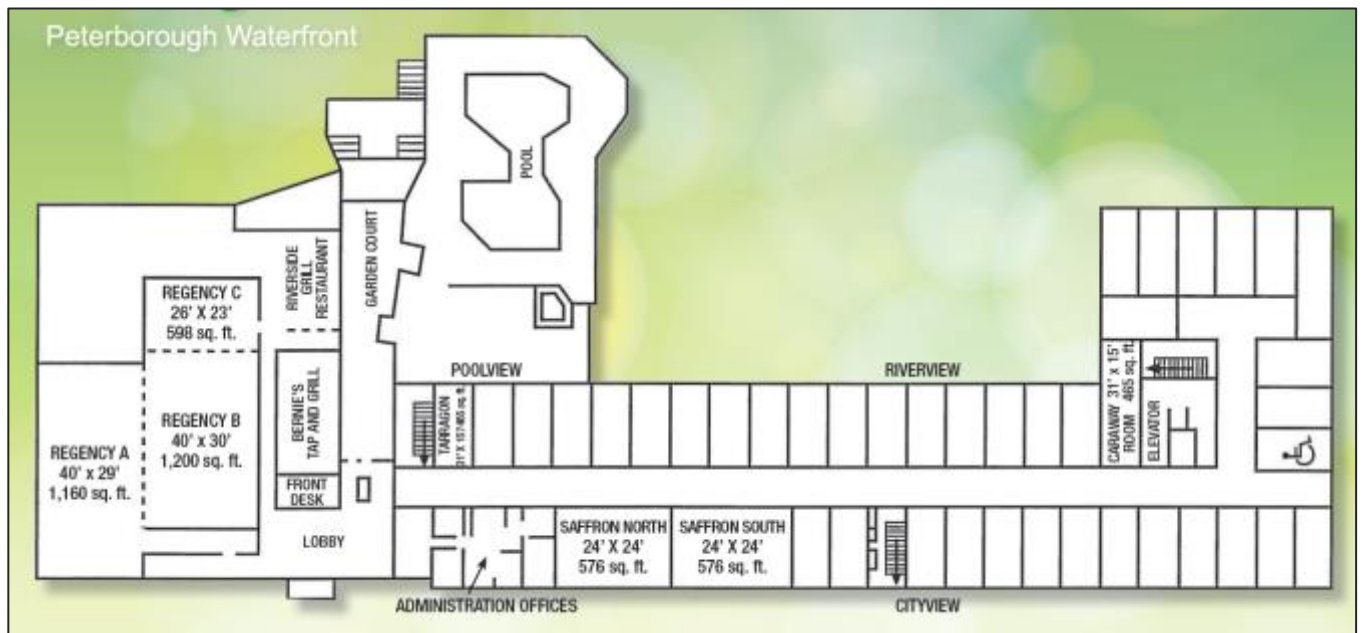 Peterborough Waterfront
POOL
GARDEN COURT
RIVERSIDE
GRILL
RESTAURANT
REGENCY C
26' X 23'
598 sq. ft.
POOLVIEW
RIVERVIEW
BERNIE'S
TAP AND GRILL
REGENCY B
40' x 30'
1,200 sq. ft.
REGENCY A
40' x 29'
1,160 sq. ft.
TARRAGON
CARAWAY 31' x 15'
ROOM 465 sq. ft.
ELEVATOR
FRONT
DESK
LOBBY
SAFFRON NORTH
24' X 24'
576 sq. ft.
SAFFRON SOUTH
24' X 24'
576 sq. ft.
ADMINISTRATION OFFICES
CITYVIEW